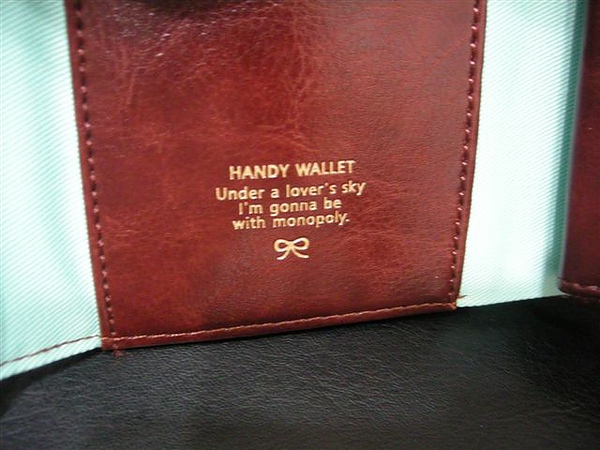 HANDY WALLET
Under a lover's sky
I'm gonna be
with monopoly.